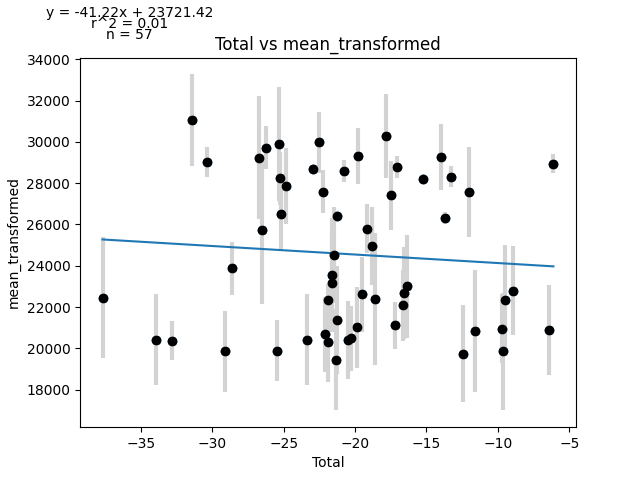 y = -41.22x + 23721.42
r^2 = 0.01
n = 57
Total vs mean_transformed
34000
32000
30000
28000
26000
24000
22000
20000
18000
mean_transformed
−35
−30
−25
−20
−15
−10
−5
Total